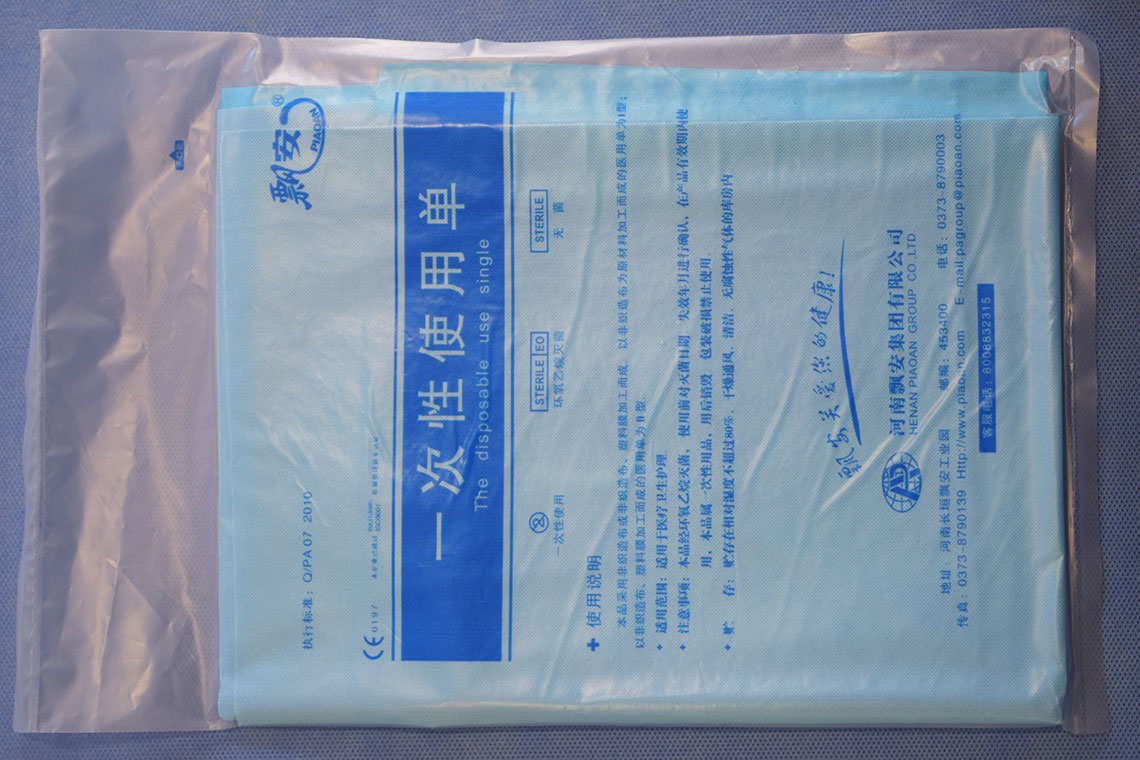 飘安®
PIAOAN
执行标准：Q/PA 07 2010
CE 0197
ISO9001
一次性使用单
The disposable use single
一次性使用
STERILE EO
环氧乙烷灭菌
STERILE
无 菌
使用说明
本品采用非织造布或非织造布、塑料膜加工而成。以非织造布为原材料加工而成的医用单为Ⅰ型；
以非织造布、塑料膜加工而成的医用单为Ⅱ型
适用范围：适用于医疗卫生护理
注意事项：本品经环氧乙烷灭菌，使用前对灭菌日期、失效年月进行确认，在产品有效期内使
用，本品属一次性用品，用后销毁 包装破损禁止使用。
贮 存：贮存在相对湿度不超过80%、干燥通风、清洁、无腐蚀性气体的库房内
飘安关爱您的健康！
河南飘安集团有限公司
HENAN PIAOAN GROUP CO.,LTD
地址：河南长垣飘安工业园 邮编：453400 电话：0373-8790003
传真：0373-8790139 Http://www.piaoan.com E-mail:pagroup@piaoan.com
客服电话：8008832315